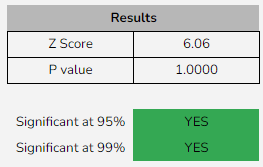 Results
Z Score 6.06
P value 1.0000
Significant at 95% YES
Significant at 99% YES